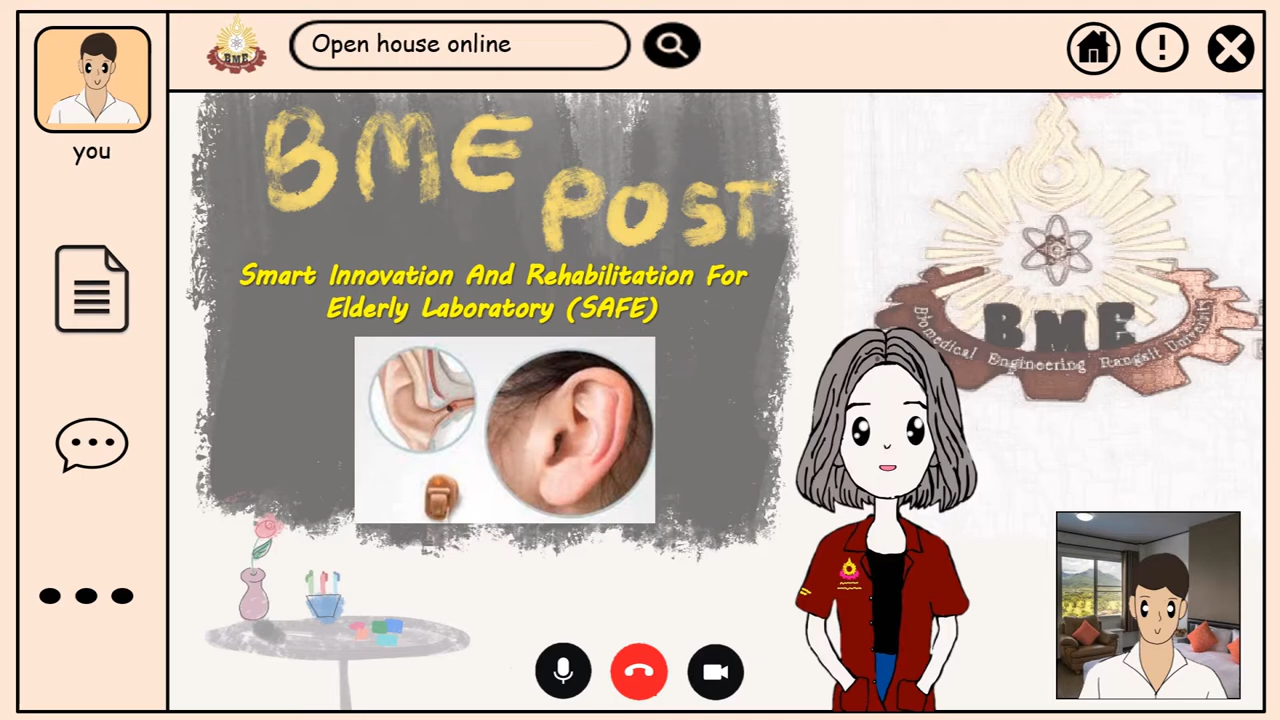 BME
Open house online
you
BME
POST
Smart Innovation And Rehabilitation For
Elderly Laboratory (SAFE)
BME
Biomedical Engineering Rangsit University